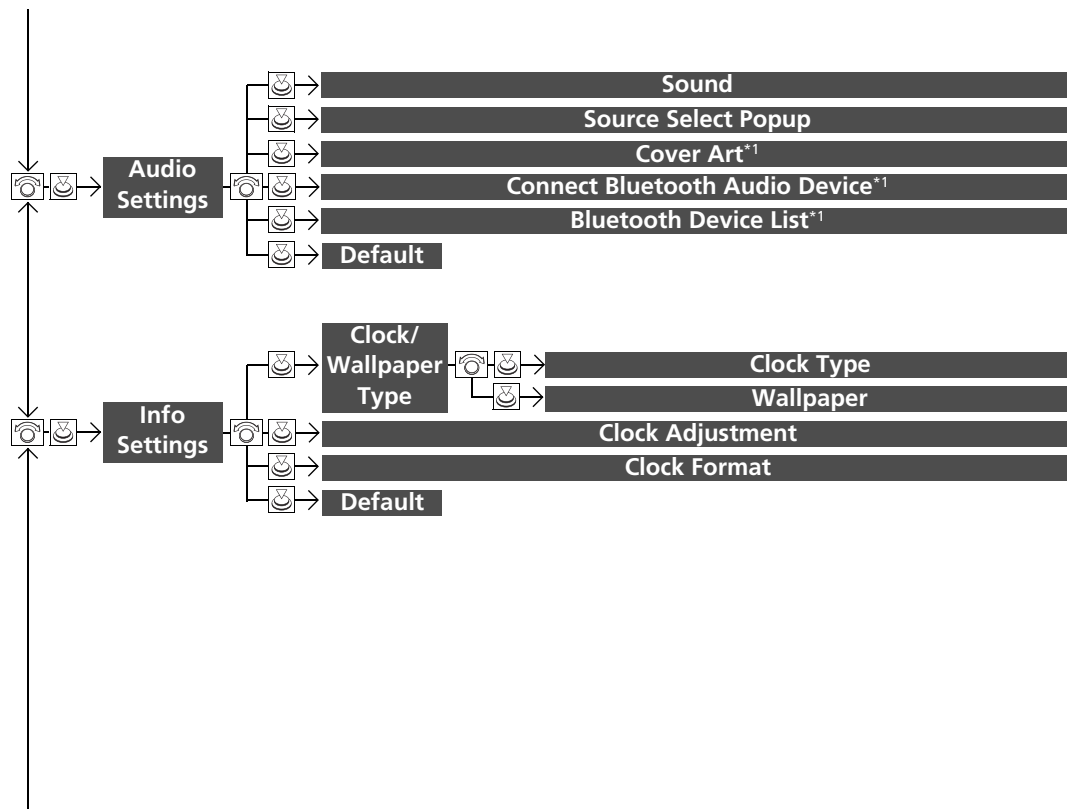 Sound
Source Select Popup
Cover Art*1
Audio
Settings
Connect Bluetooth Audio Device*1
Bluetooth Device List*1
Default
Clock/
Wallpaper
Type
Clock Type
Wallpaper
Info
Settings
Clock Adjustment
Clock Format
Default